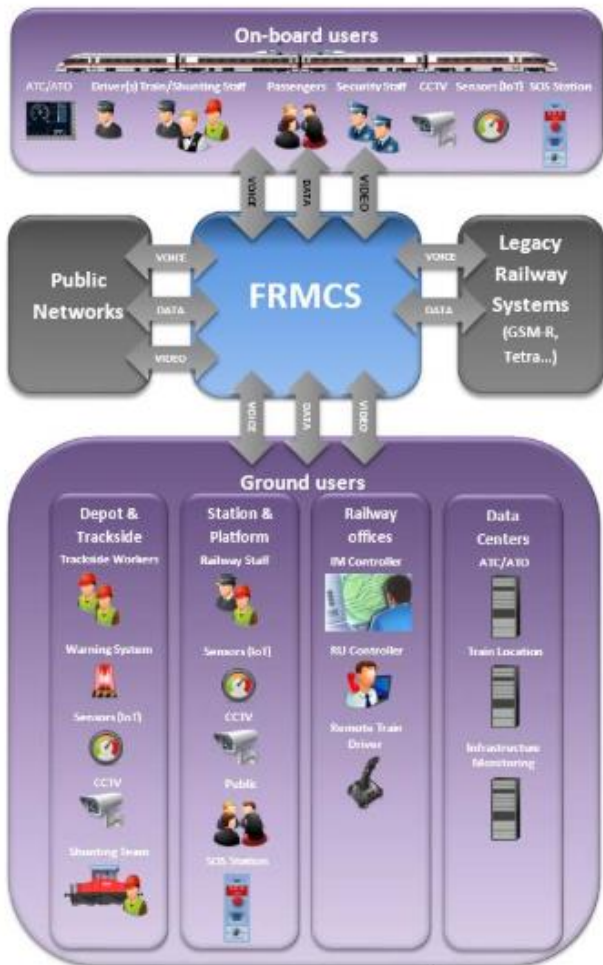 On-board users
ATC/ATO Driver(s) Train/Shunting Staff Passengers Security Staff CCTV Sensors (IoT) SOS Station
VOICE DATA VIDEO
Public
Networks
VOICE
DATA
VIDEO
FRMCS
VOICE
DATA
Legacy
Railway
Systems
(GSM-R,
Tetra...)
VOICE DATA VIDEO
Ground users
Depot &
Trackside
Trackside Workers
Warning System
Sensors (IoT)
CCTV
Shunting Team
Station &
Platform
Railway Staff
Sensors (IoT)
CCTV
Public
SOS Station
Railway
offices
IM Controller
RU Controller
Remote Train
Driver
Data
Centers
ATC/ATO
Train Location
Infrastructure
Monitoring